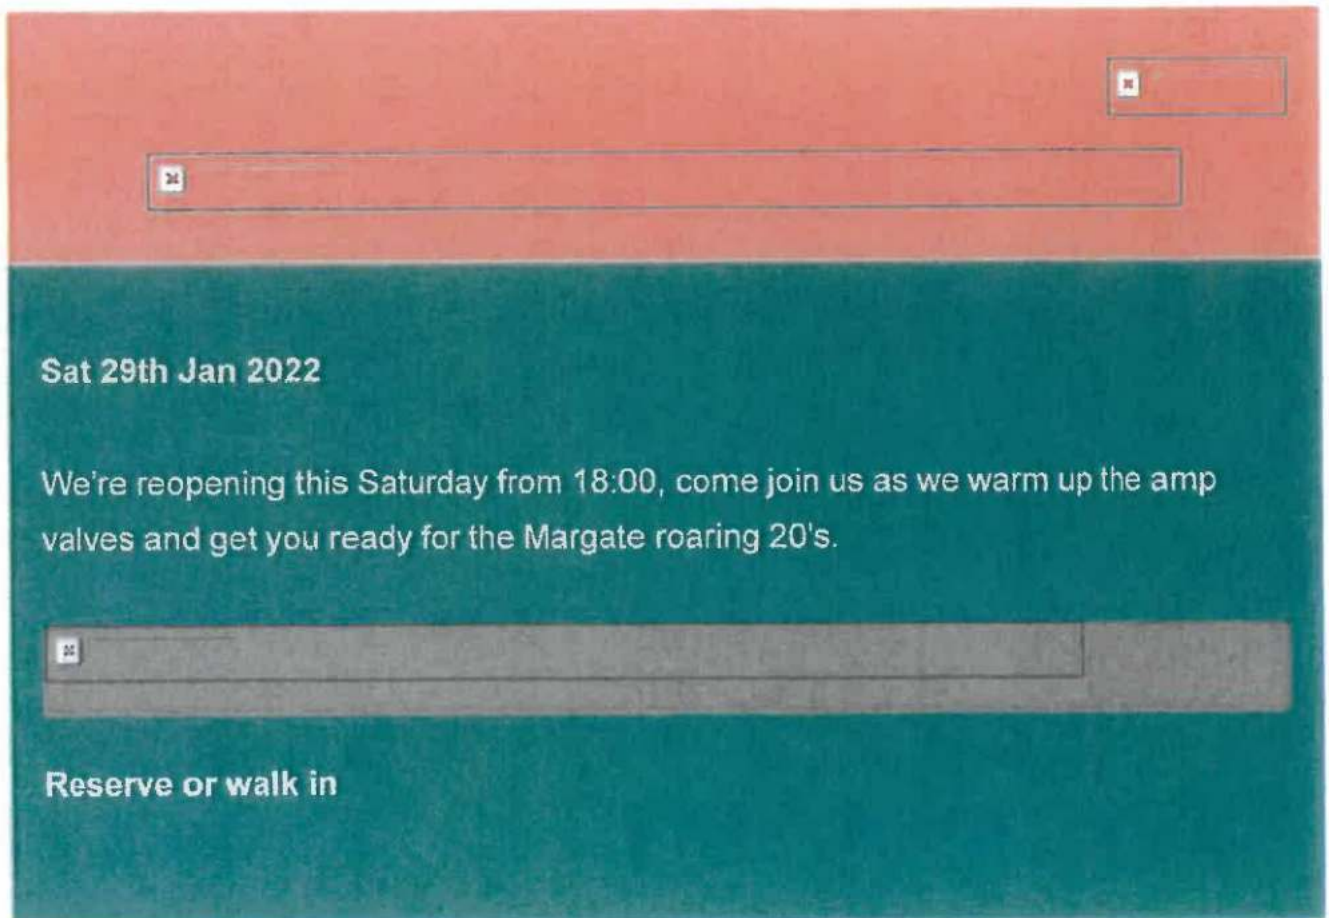 Sat 29th Jan 2022
We're reopening this Saturday from 18:00, come join us as we warm up the amp
valves and get you ready for the Margate roaring 20's.
Reserve or walk in